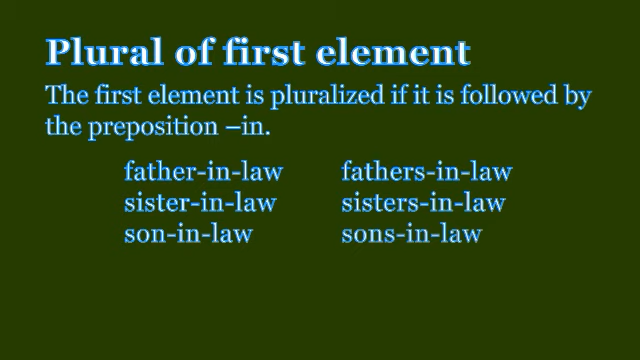 Plural of first element
The first element is pluralized if it is followed by
the preposition –in.
father-in-law fathers-in-law
sister-in-law sisters-in-law
son-in-law sons-in-law